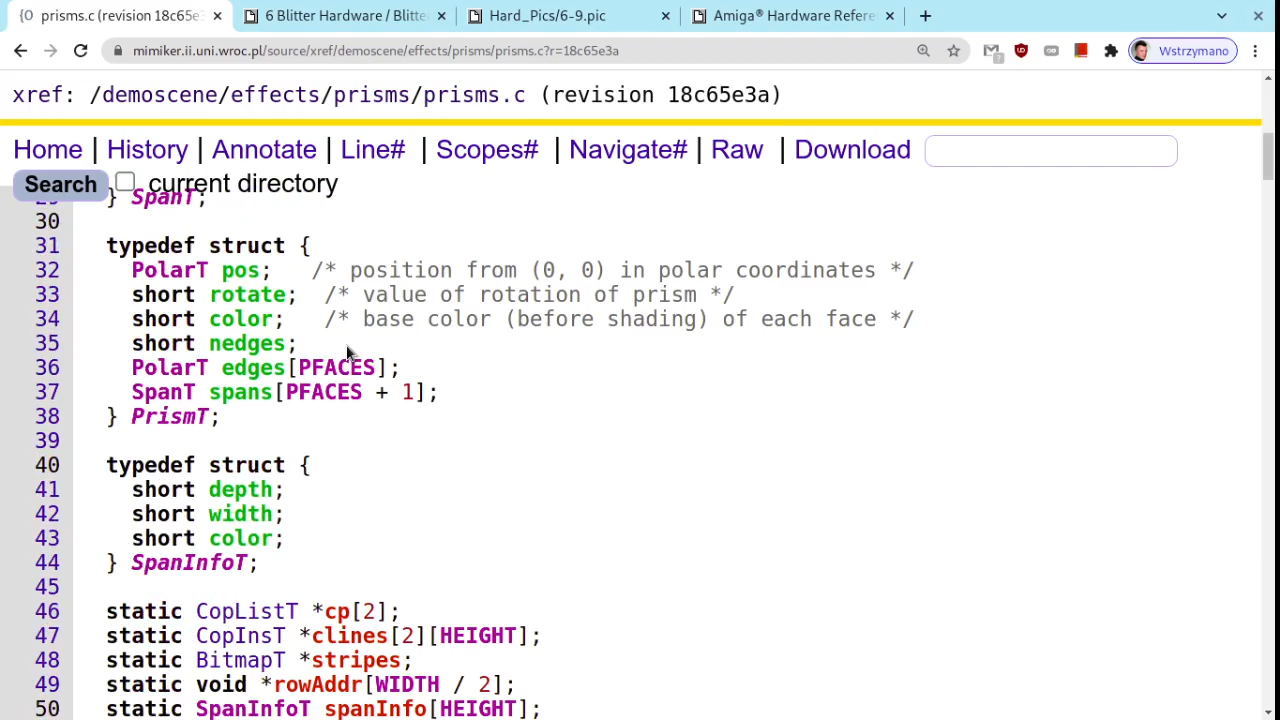 prisms.c (revision 18c65e
6 Blitter Hardware / Blitte
Hard_Pics/6-9.pic
Amiga® Hardware Refere
mimiker.ii.uni.wroc.pl/source/xref/demoscene/effects/prisms/prisms.c?r=18c65e3a
Wstrzymano
xref: /demoscene/effects/prisms/prisms.c (revision 18c65e3a)
Home | History | Annotate | Line# | Scopes# | Navigate# | Raw | Download
Search current directory
29 } SpanT;
30
31 typedef struct {
32 PolarT pos; /* position from (0, 0) in polar coordinates */
33 short rotate; /* value of rotation of prism */
34 short color; /* base color (before shading) of each face */
35 short nedges;
36 PolarT edges[PFACES];
37 SpanT spans[PFACES + 1];
38 } PrismT;
39
40 typedef struct {
41 short depth;
42 short width;
43 short color;
44 } SpanInfoT;
45
46 static CopListT *cp[2];
47 static CopInsT *clines[2][HEIGHT];
48 static BitmapT *stripes;
49 static void *rowAddr[WIDTH / 2];
50 static SpanInfoT spanInfo[HEIGHT];